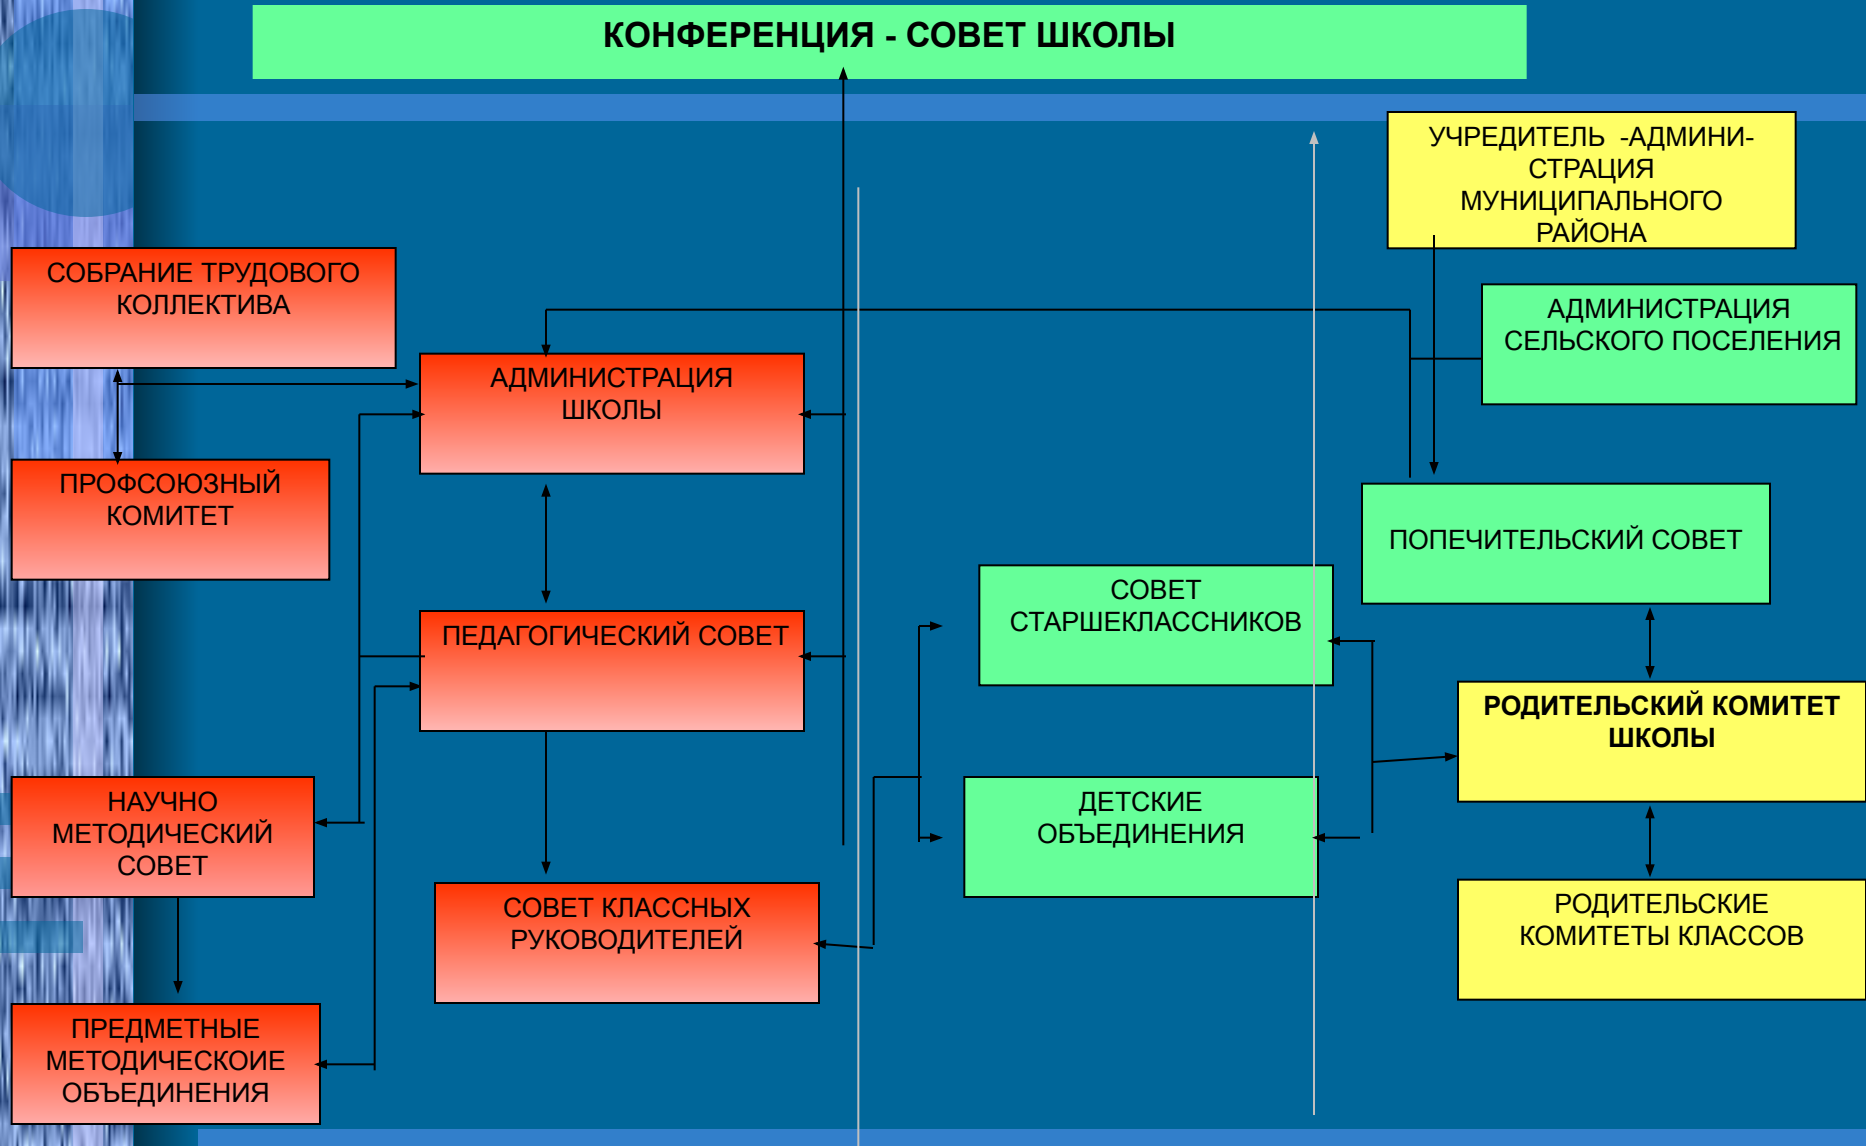 КОНФЕРЕНЦИЯ - СОВЕТ ШКОЛЫ
УЧРЕДИТЕЛЬ -АДМИНИ-
СТРАЦИЯ
МУНИЦИПАЛЬНОГО
РАЙОНА
СОБРАНИЕ ТРУДОВОГО
КОЛЛЕКТИВА
АДМИНИСТРАЦИЯ
СЕЛЬСКОГО ПОСЕЛЕНИЯ
АДМИНИСТРАЦИЯ
ШКОЛЫ
ПРОФСОЮЗНЫЙ
КОМИТЕТ
ПОПЕЧИТЕЛЬСКИЙ СОВЕТ
СОВЕТ
СТАРШЕКЛАССНИКОВ
ПЕДАГОГИЧЕСКИЙ СОВЕТ
РОДИТЕЛЬСКИЙ КОМИТЕТ
ШКОЛЫ
НАУЧНО
МЕТОДИЧЕСКИЙ
СОВЕТ
ДЕТСКИЕ
ОБЪЕДИНЕНИЯ
СОВЕТ КЛАССНЫХ
РУКОВОДИТЕЛЕЙ
РОДИТЕЛЬСКИЕ
КОМИТЕТЫ КЛАССОВ
ПРЕДМЕТНЫЕ
МЕТОДИЧЕСКОИЕ
ОБЪЕДИНЕНИЯ